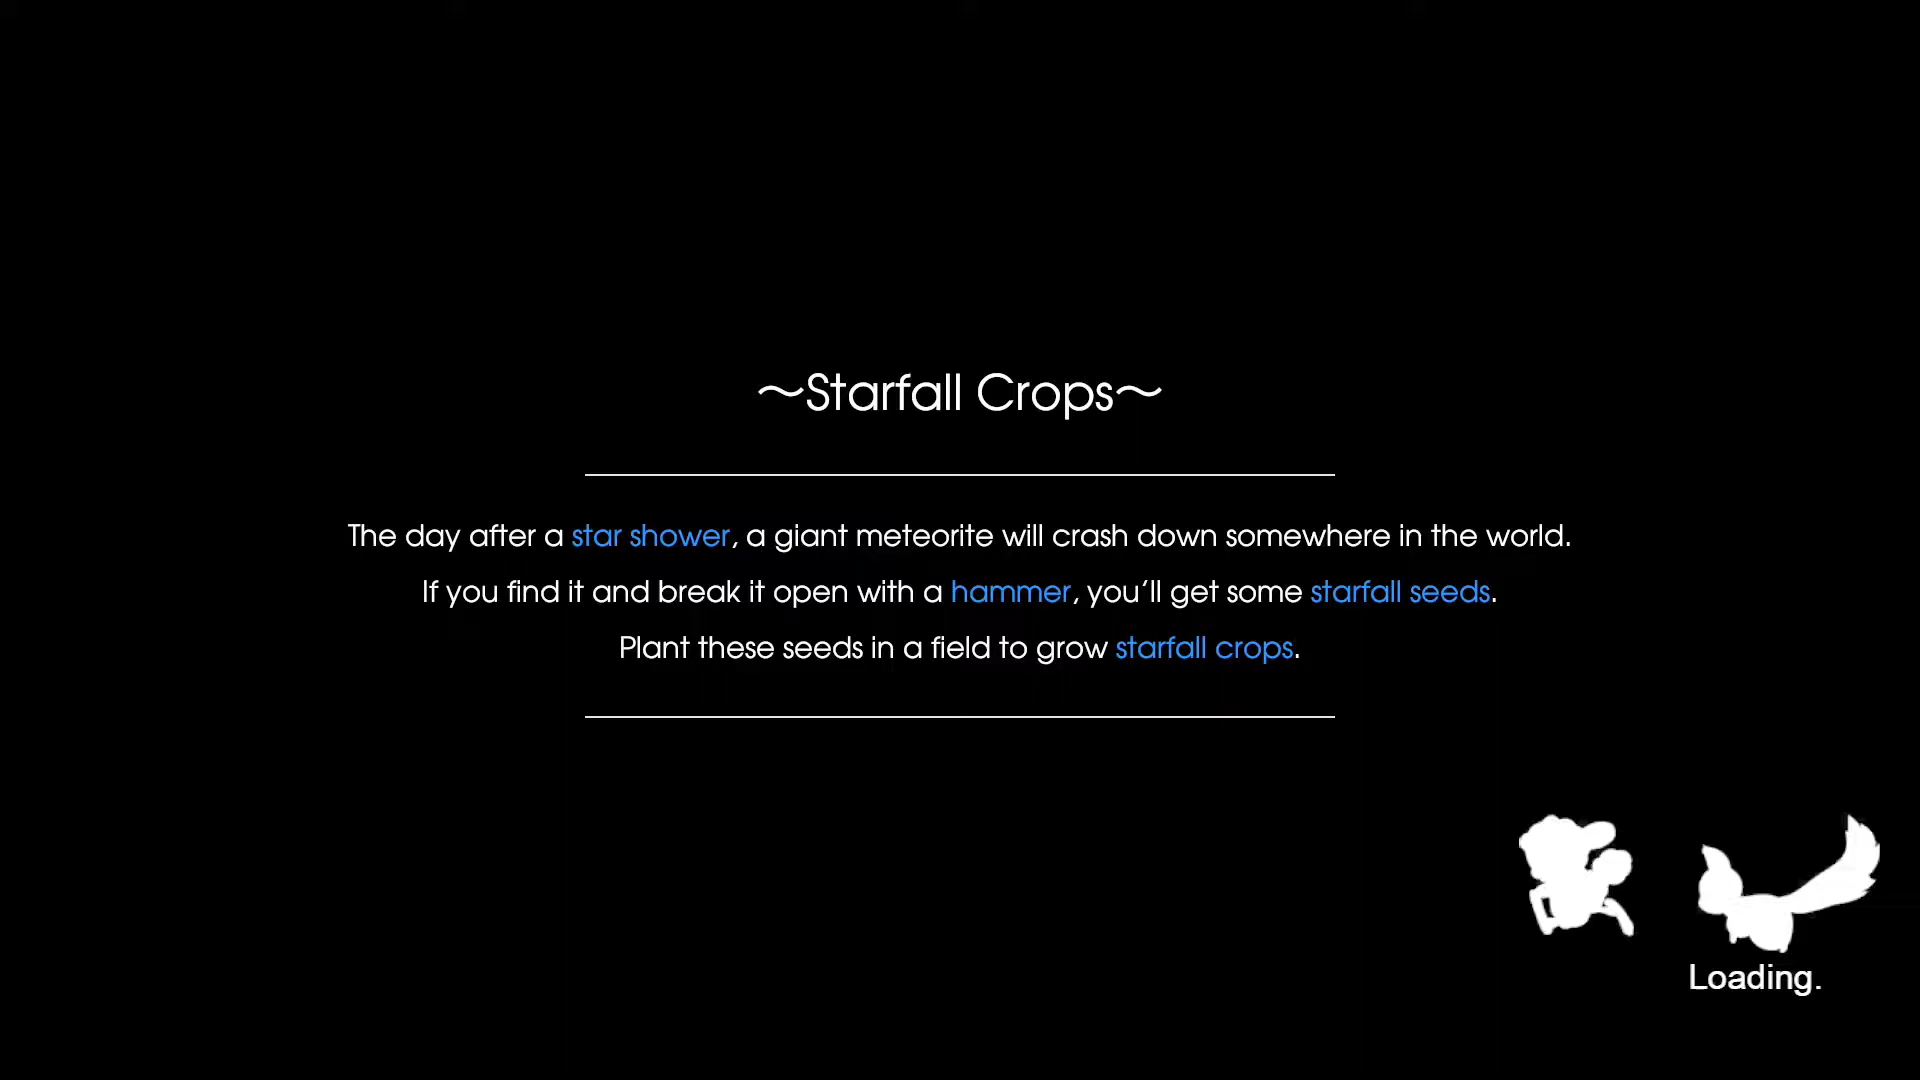 ～Starfall Crops～
The day after a star shower, a giant meteorite will crash down somewhere in the world.
If you find it and break it open with a hammer, you’ll get some starfall seeds.
Plant these seeds in a field to grow starfall crops.
Loading.